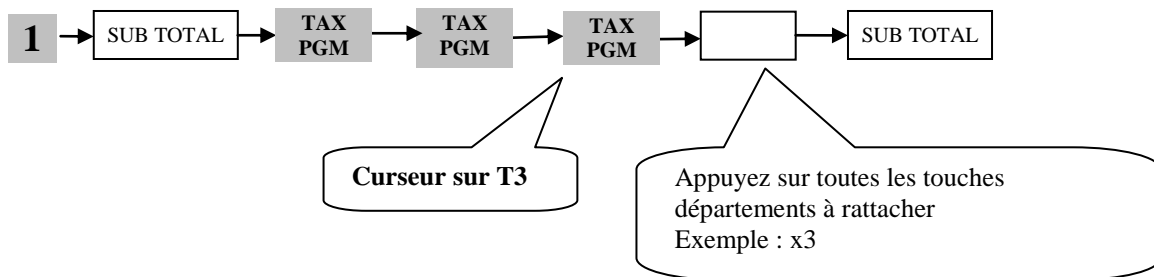 1 SUB TOTAL TAX PGM TAX PGM TAX PGM SUB TOTAL
Curseur sur T3
Appuyez sur toutes les touches
départements à rattacher
Exemple : x3